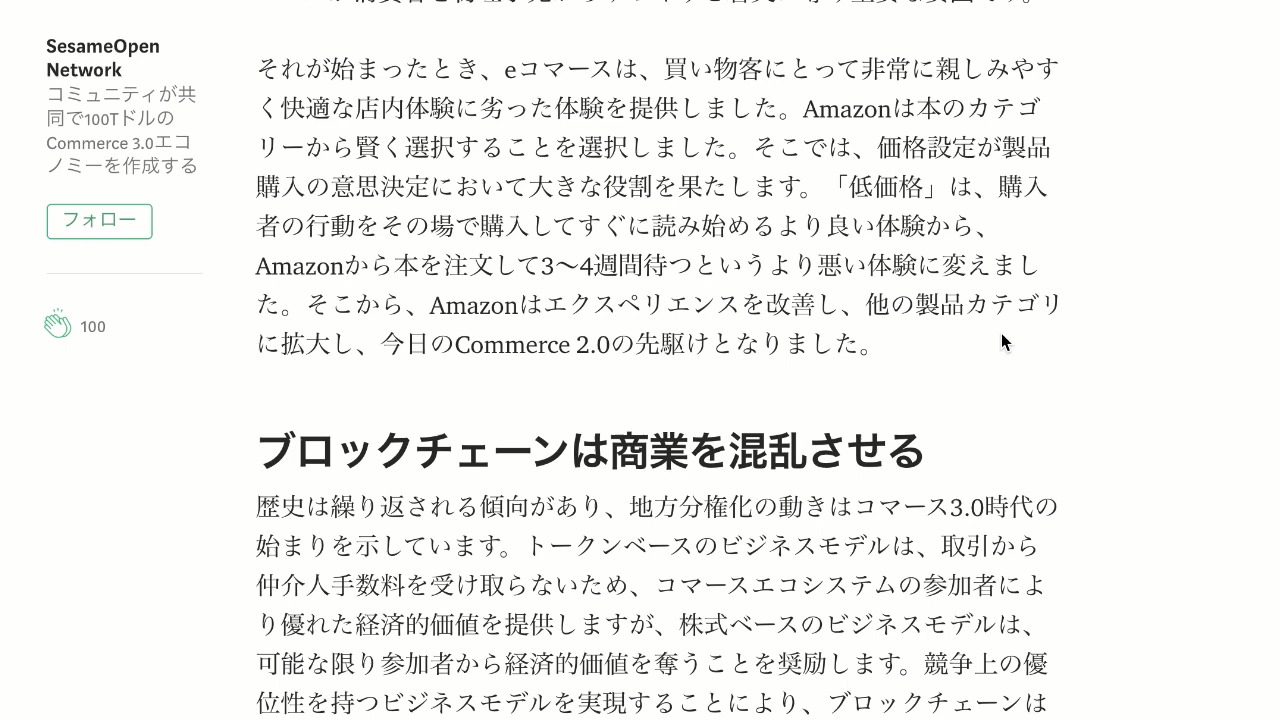 SesameOpen
Network
コミュニティが共
同で100Tドルの
Commerce 3.0エコ
ノミーを作成する
フォロー
100
それが始まったとき、eコマースは、買い物客にとって非常に親しみやす
く快適な店内体験に劣った体験を提供しました。Amazonは本のカテゴ
リーから賢く選択することを選択しました。そこでは、価格設定が製品
購入の意思決定において大きな役割を果たします。「低価格」は、購入
者の行動をその場で購入してすぐに読み始めるより良い体験から、
Amazonから本を注文して3〜4週間待つというより悪い体験に変えまし
た。そこから、Amazonはエクスペリエンスを改善し、他の製品カテゴリ
に拡大し、今日のCommerce 2.0の先駆けとなりました。
ブロックチェーンは商業を混乱させる
歴史は繰り返される傾向があり、地方分権化の動きはコマース3.0時代の
始まりを示しています。トークンベースのビジネスモデルは、取引から
仲介人手数料を受け取らないため、コマースエコシステムの参加者によ
り優れた経済的価値を提供しますが、株式ベースのビジネスモデルは、
可能な限り参加者から経済的価値を奪うことを奨励します。競争上の優
位性を持つビジネスモデルを実現することにより、ブロックチェーンは